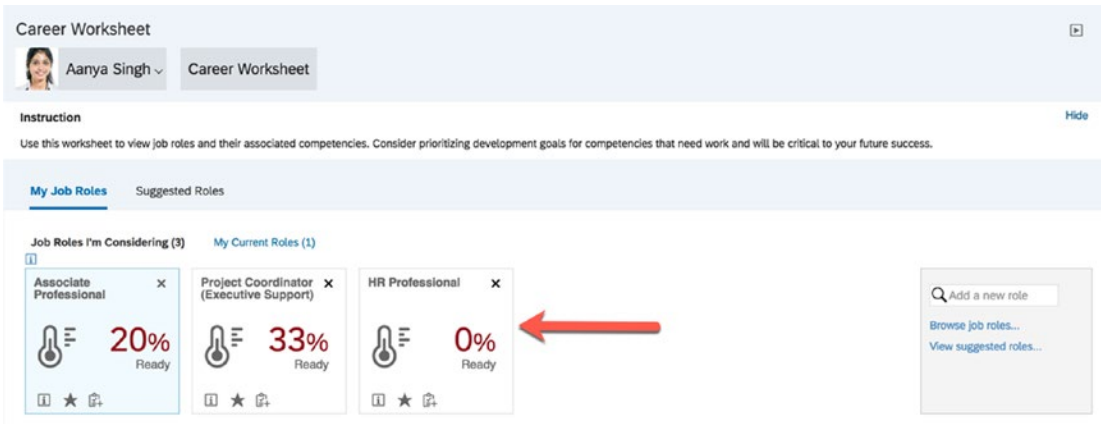 Career Worksheet
Aanya Singh
Career Worksheet
Instruction
Hide
Use this worksheet to view job roles and their associated competencies. Consider prioritizing development goals for competencies that need work and will be critical to your future success.
My Job Roles
Suggested Roles
Job Roles I'm Considering (3)
My Current Roles (1)
Associate
Professional
20%
Ready
Project Coordinator
(Executive Support)
33%
Ready
HR Professional
0%
Ready
Add a new role
Browse job roles...
View suggested roles...